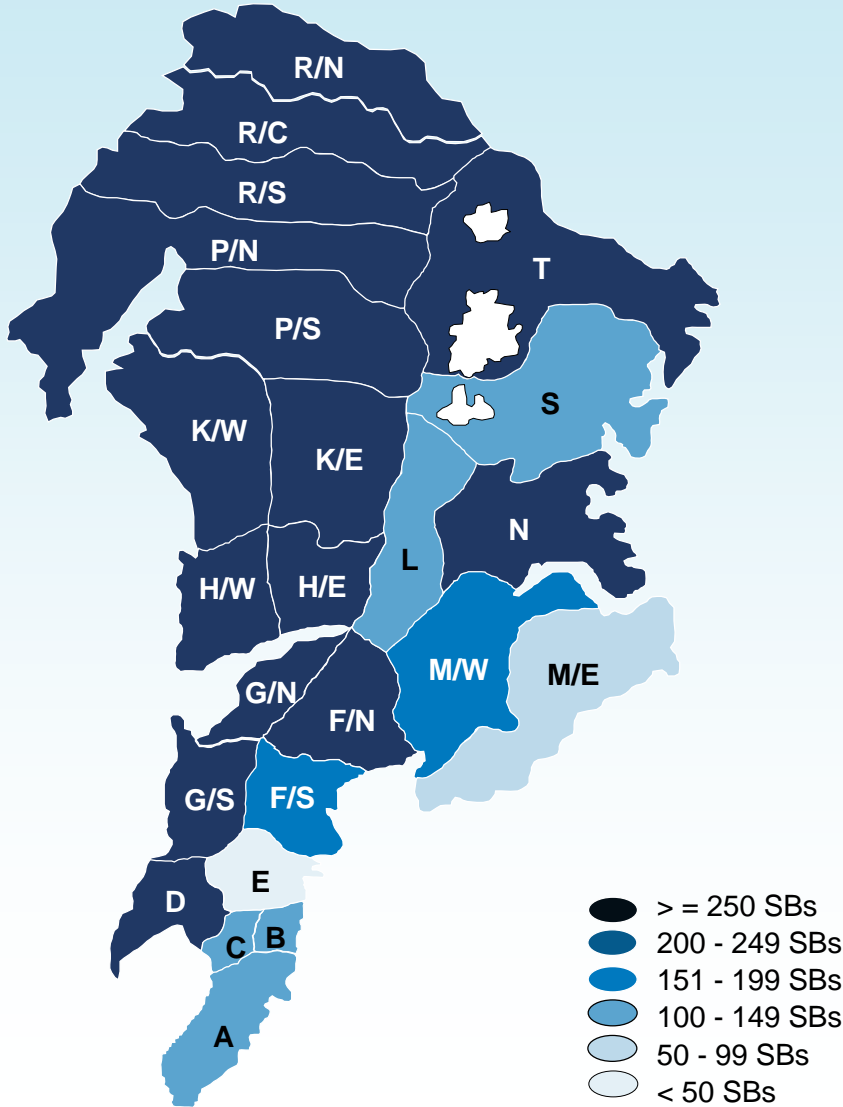 R/N
R/C
R/S
P/N
T
P/S
S
K/W
K/E
N
L
H/W
H/E
M/W
M/E
G/N
F/N
G/S
F/S
E
D
C
B
A
> = 250 SBs
200 - 249 SBs
151 - 199 SBs
100 - 149 SBs
50 - 99 SBs
< 50 SBs